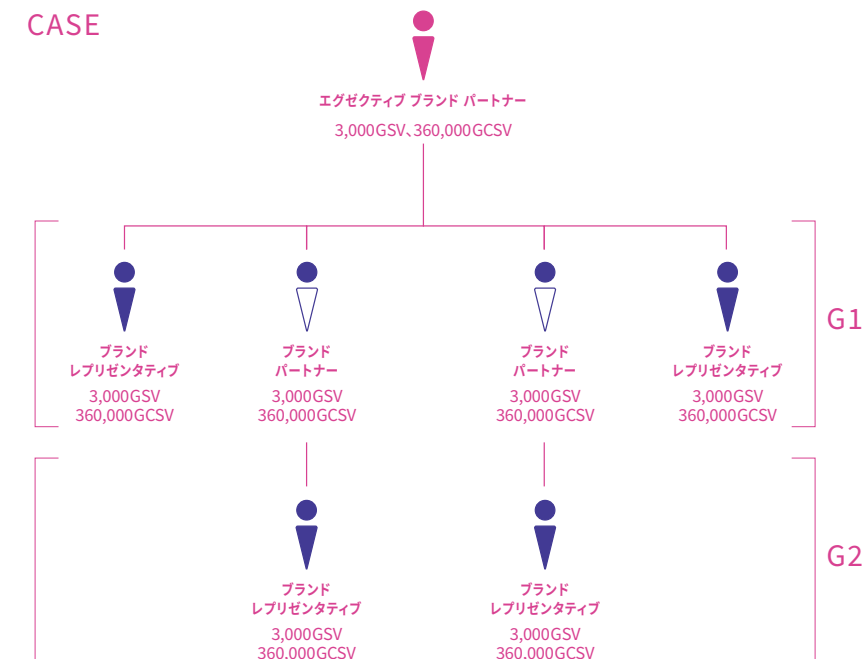 CASE
エグゼクティブ ブランド パートナー
3,000GSV、360,000GCSV
G1
ブランド
レプリゼンタティブ
3,000GSV
360,000GCSV
ブランド
パートナー
3,000GSV
360,000GCSV
ブランド
パートナー
3,000GSV
360,000GCSV
ブランド
レプリゼンタティブ
3,000GSV
360,000GCSV
G2
ブランド
レプリゼンタティブ
3,000GSV
360,000GCSV
ブランド
レプリゼンタティブ
3,000GSV
360,000GCSV